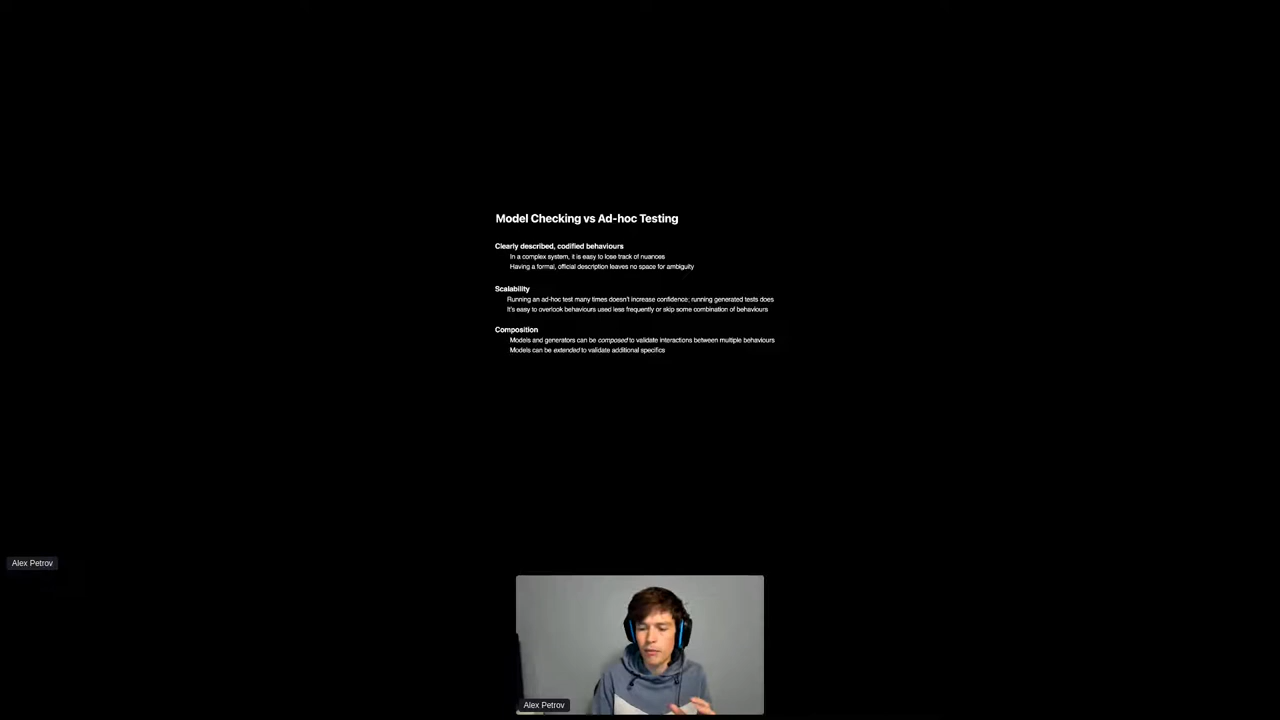 Model Checking vs Ad-hoc Testing
Clearly described, codified behaviours
In a complex system, it is easy to lose track of nuances
Having a formal, official description leaves no space for ambiguity
Scalability
Running an ad-hoc test many times doesn't increase confidence; running generated tests does
It's easy to overlook behaviours used less frequently or skip some combination of behaviours
Composition
Models and generators can be composed to validate interactions between multiple behaviours
Models can be extended to validate additional specifics
Alex Petrov
Alex Petrov